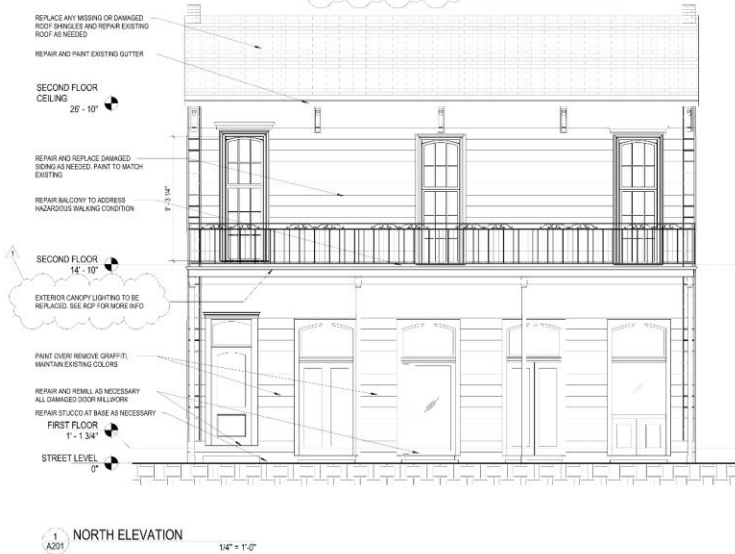 REPLACE ANY MISSING OR DAMAGED
ROOF SHINGLES AND REPAIR EXISTING
ROOF AS NEEDED
REPAIR AND PAINT EXISTING GUTTER
SECOND FLOOR
CEILING
26' - 10"
REPAIR AND REPLACE DAMAGED
SIDING AS NEEDED, PAINT TO MATCH
EXISTING
9' - 3 1/4"
REPAIR BALCONY TO ADDRESS
HAZARDOUS WALKING CONDITION
1
SECOND FLOOR
14' - 10"
EXTERIOR CANOPY LIGHTING TO BE
REPLACED. SEE RCP FOR MORE INFO
PAINT OVER/ REMOVE GRAFFITI,
MAINTAIN EXISTING COLORS
REPAIR AND REMILL AS NECESSARY
ALL DAMAGED DOOR MILLWORK
REPAIR STUCCO AT BASE AS NECESSARY
FIRST FLOOR
1' - 1 3/4"
STREET LEVEL
0"
1
A201
NORTH ELEVATION
1/4" = 1'-0"